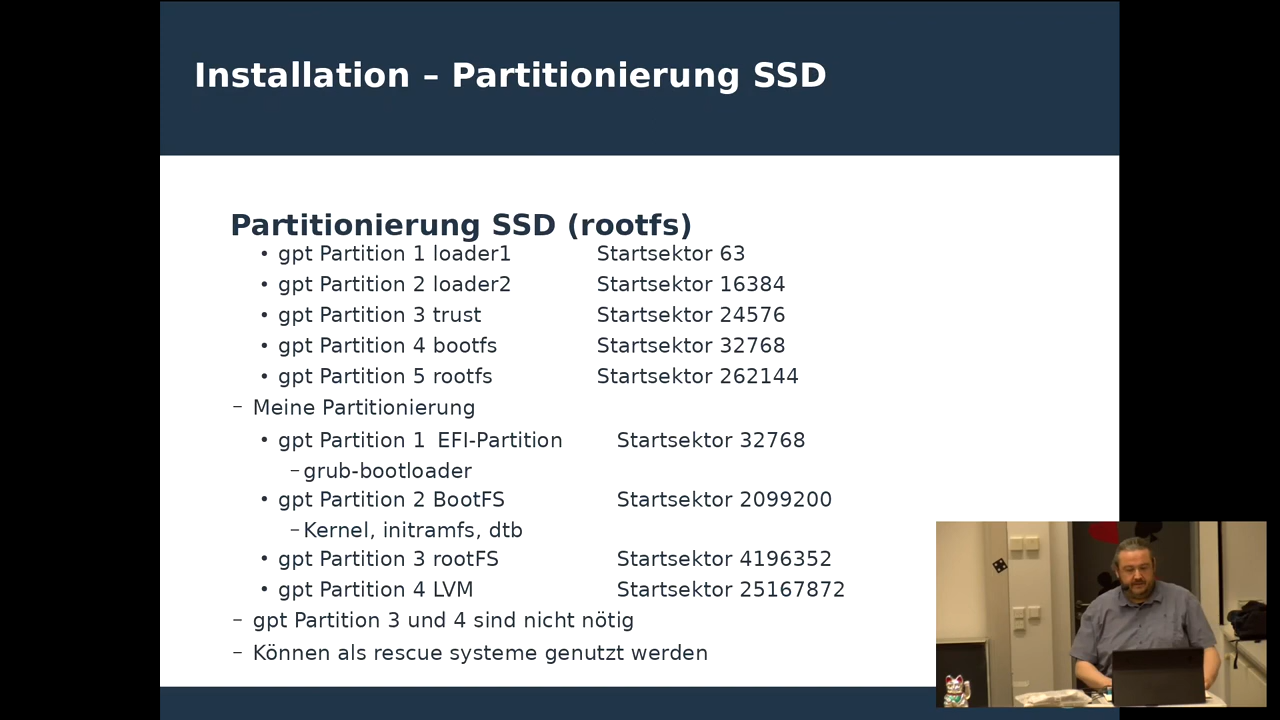 Installation – Partitionierung SSD
Partitionierung SSD (rootfs)
• gpt Partition 1 loader1 Startsektor 63
• gpt Partition 2 loader2 Startsektor 16384
• gpt Partition 3 trust Startsektor 24576
• gpt Partition 4 bootfs Startsektor 32768
• gpt Partition 5 rootfs Startsektor 262144
– Meine Partitionierung
• gpt Partition 1 EFI-Partition Startsektor 32768
– grub-bootloader
• gpt Partition 2 BootFS Startsektor 2099200
– Kernel, initramfs, dtb
• gpt Partition 3 rootFS Startsektor 4196352
• gpt Partition 4 LVM Startsektor 25167872
– gpt Partition 3 und 4 sind nicht nötig
– Können als rescue systeme genutzt werden